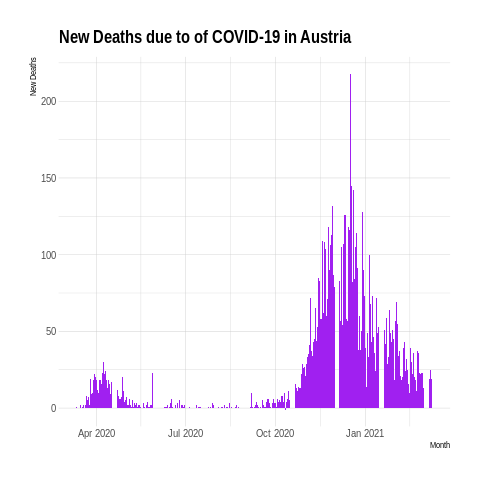 New Deaths due to of COVID-19 in Austria
New Deaths
200
150
100
50
0
Apr 2020 Jul 2020 Oct 2020 Jan 2021
Month